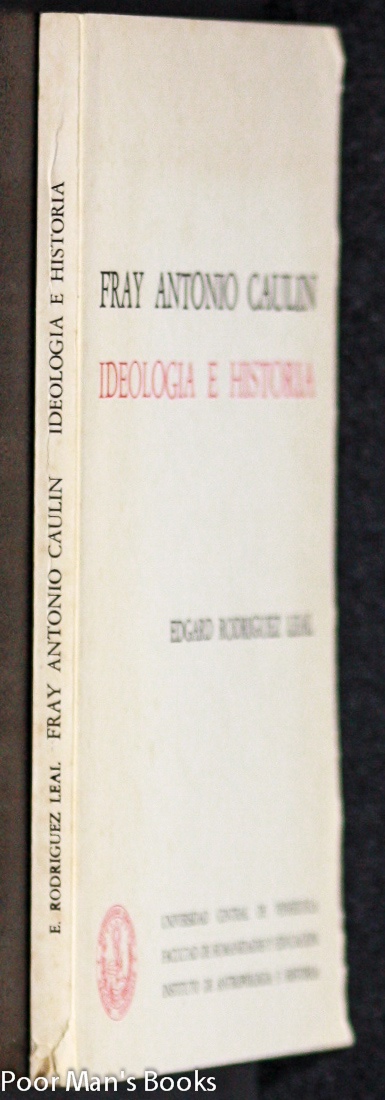 E. RODRIGUEZ LEAL FRAY ANTONIO CAULIN IDEOLOGIA E HISTORIA
FRAY ANTONIO CAULIN
IDEOLOGIA E HISTORIA
EDGARD RODRIGUEZ LEAL
UNIVERSIDAD CENTRAL DE VENEZUELA
FACULTAD DE HUMANIDADES Y EDUCACION
INSTITUTO DE ANTROPOLOGIA E HISTORIA
Poor Man's Books